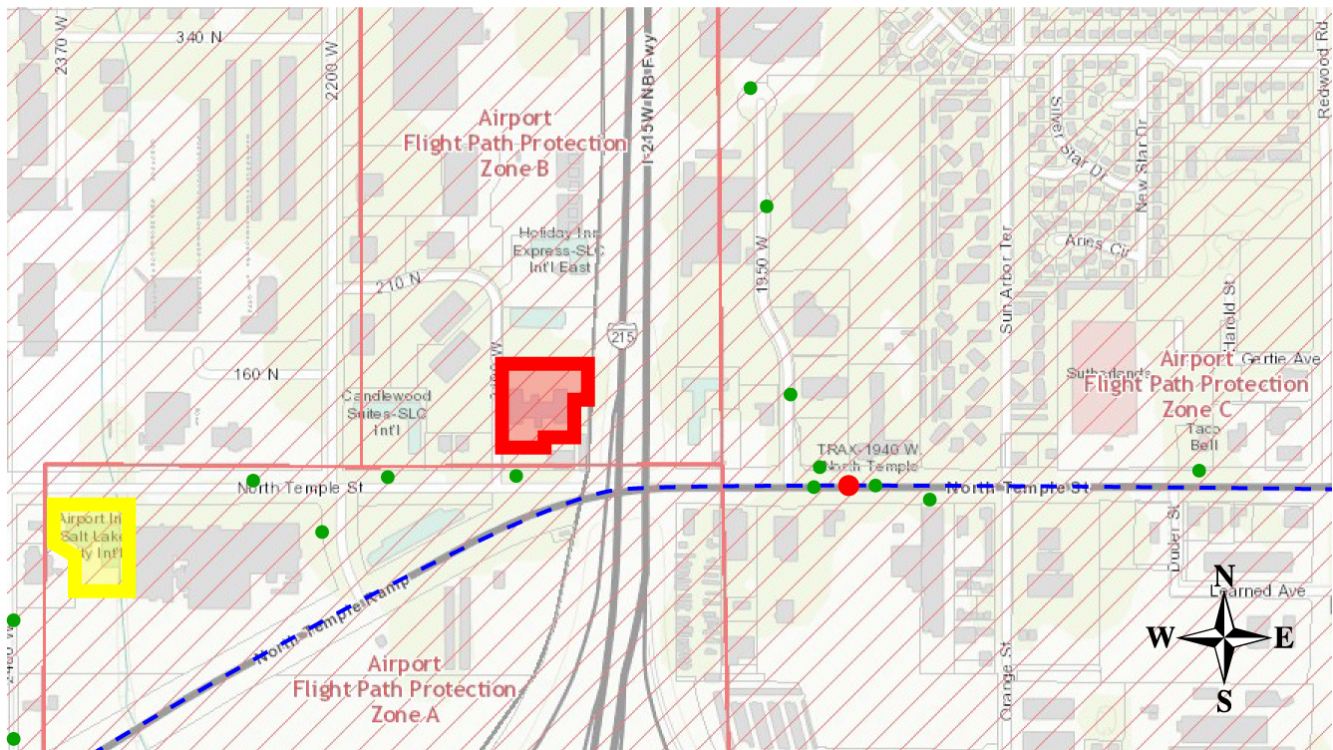 340 N
2370 W
2200 W
I-215 W NB Fwy
Redwood Rd
Airport
Flight Path Protection
Zone B
Silver Star Dr
New Star Dr
Aries Cir
Holiday Inn
Express-SLC
Int'l East
1950 W
Sun Arbor Ter
210 N
Harold St
215
160 N
Gertie Ave
Airport
Flight Path Protection
Zone C
Sutherlands
Candlewood
Suites-SLC
Int'l
Taco
Bell
TRAX-1940 W
North Temple
North Temple St
North Temple St
Airport In
Salt Lake
ty Int'l
Duder St
Learned Ave
North Temple Ramp
Orange St
N
W
E
S
Airport
Flight Path Protection
Zone A